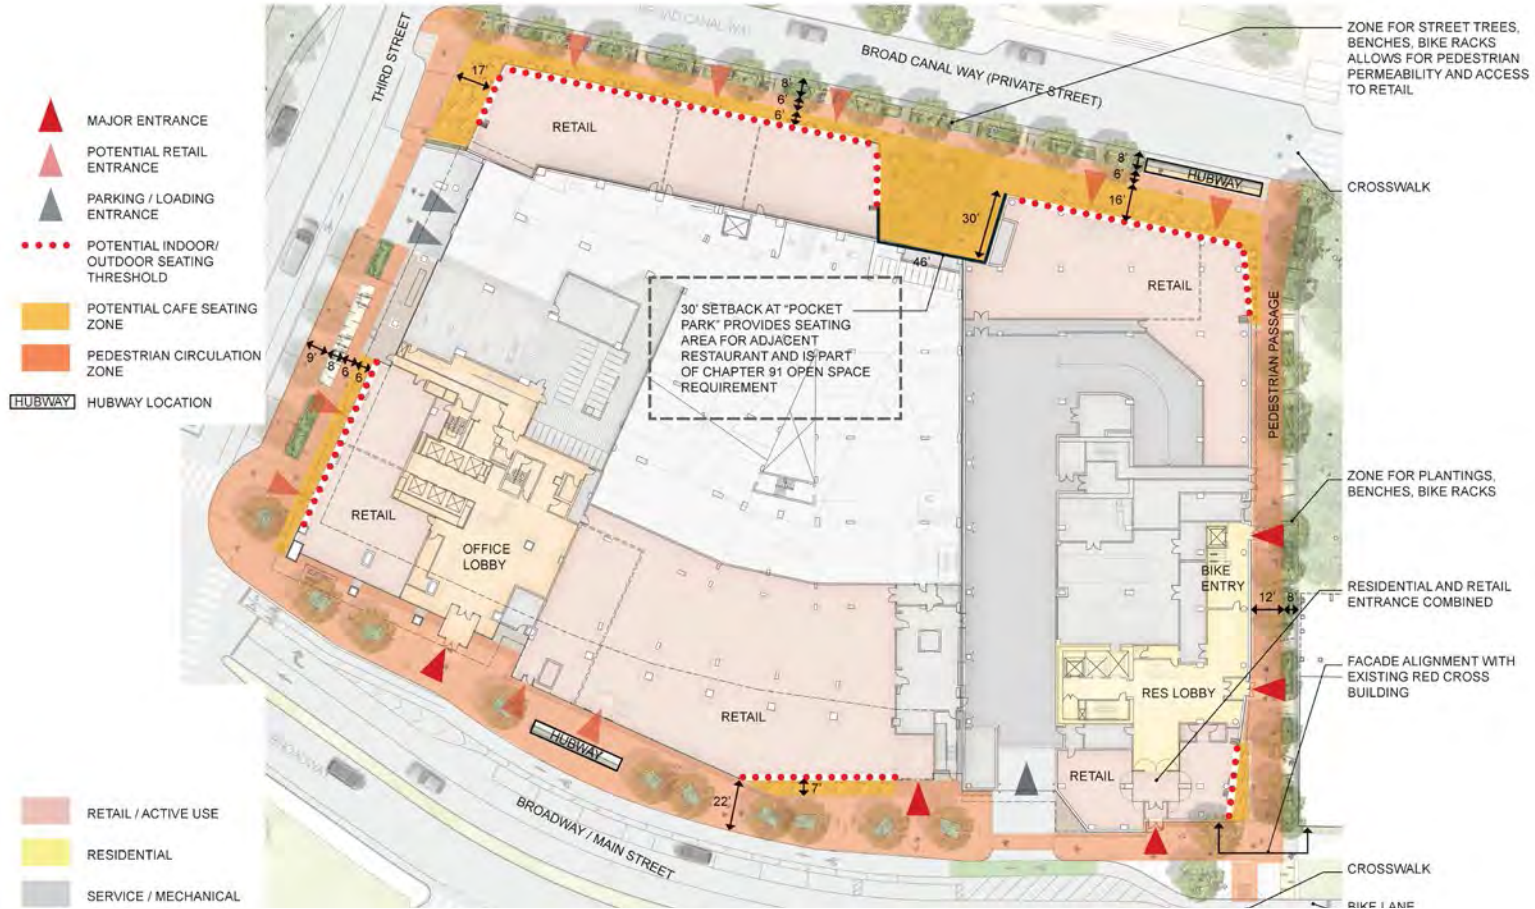 BROAD CANAL WAY
THIRD STREET
BROAD CANAL WAY (PRIVATE STREET)
ZONE FOR STREET TREES,
BENCHES, BIKE RACKS
ALLOWS FOR PEDESTRIAN
PERMEABILITY AND ACCESS
TO RETAIL
MAJOR ENTRANCE
POTENTIAL RETAIL
ENTRANCE
PARKING / LOADING
ENTRANCE
POTENTIAL INDOOR/
OUTDOOR SEATING
THRESHOLD
POTENTIAL CAFE SEATING
ZONE
PEDESTRIAN CIRCULATION
ZONE
HUBWAY HUBWAY LOCATION
17'
8'
6'
6'
RETAIL
8'
6'
16'
HUBWAY
CROSSWALK
30'
46'
RETAIL
30' SETBACK AT "POCKET
PARK" PROVIDES SEATING
AREA FOR ADJACENT
RESTAURANT AND IS PART
OF CHAPTER 91 OPEN SPACE
REQUIREMENT
PEDESTRIAN PASSAGE
9'
8'
6
6
RETAIL
OFFICE
LOBBY
ZONE FOR PLANTINGS,
BENCHES, BIKE RACKS
BIKE
ENTRY
12'
8'
RESIDENTIAL AND RETAIL
ENTRANCE COMBINED
FACADE ALIGNMENT WITH
EXISTING RED CROSS
BUILDING
RES LOBBY
RETAIL
HUBWAY
RETAIL
22'
7'
BROADWAY
BROADWAY / MAIN STREET
RETAIL / ACTIVE USE
RESIDENTIAL
SERVICE / MECHANICAL
CROSSWALK
BIKE LANE